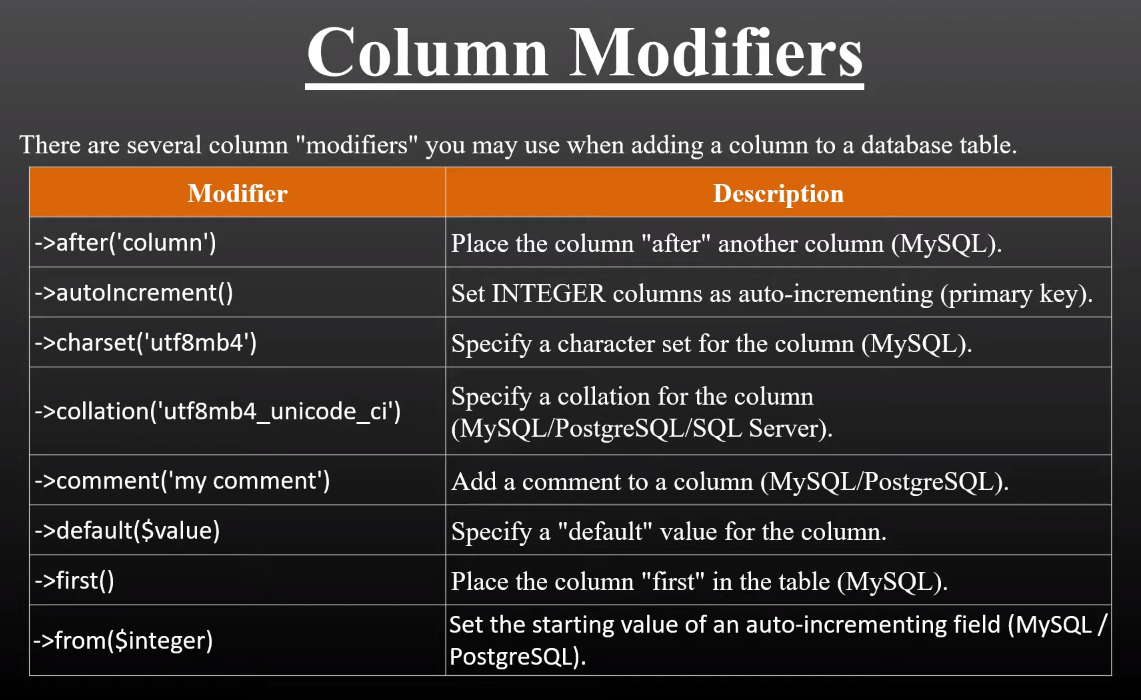 Column Modifiers
There are several column "modifiers" you may use when adding a column to a database table.
Modifier
Description
->after('column')
Place the column "after" another column (MySQL).
->autoIncrement()
Set INTEGER columns as auto-incrementing (primary key).
->charset('utf8mb4')
Specify a character set for the column (MySQL).
->collation('utf8mb4_unicode_ci')
Specify a collation for the column
(MySQL/PostgreSQL/SQL Server).
->comment('my comment')
Add a comment to a column (MySQL/PostgreSQL).
->default($value)
Specify a "default" value for the column.
->first()
Place the column "first" in the table (MySQL).
->from($integer)
Set the starting value of an auto-incrementing field (MySQL /
PostgreSQL).